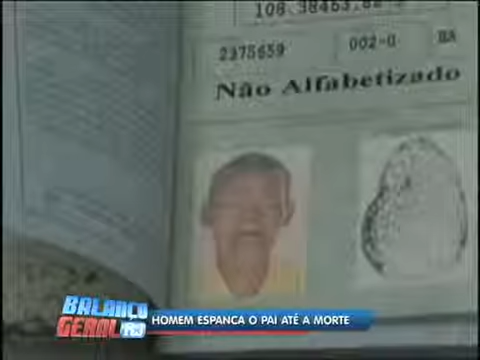 2375659 002-0 BA
Não Alfabetizado
BALANÇO
GERAL
HOMEM ESPANCA O PAI ATÉ A MORTE